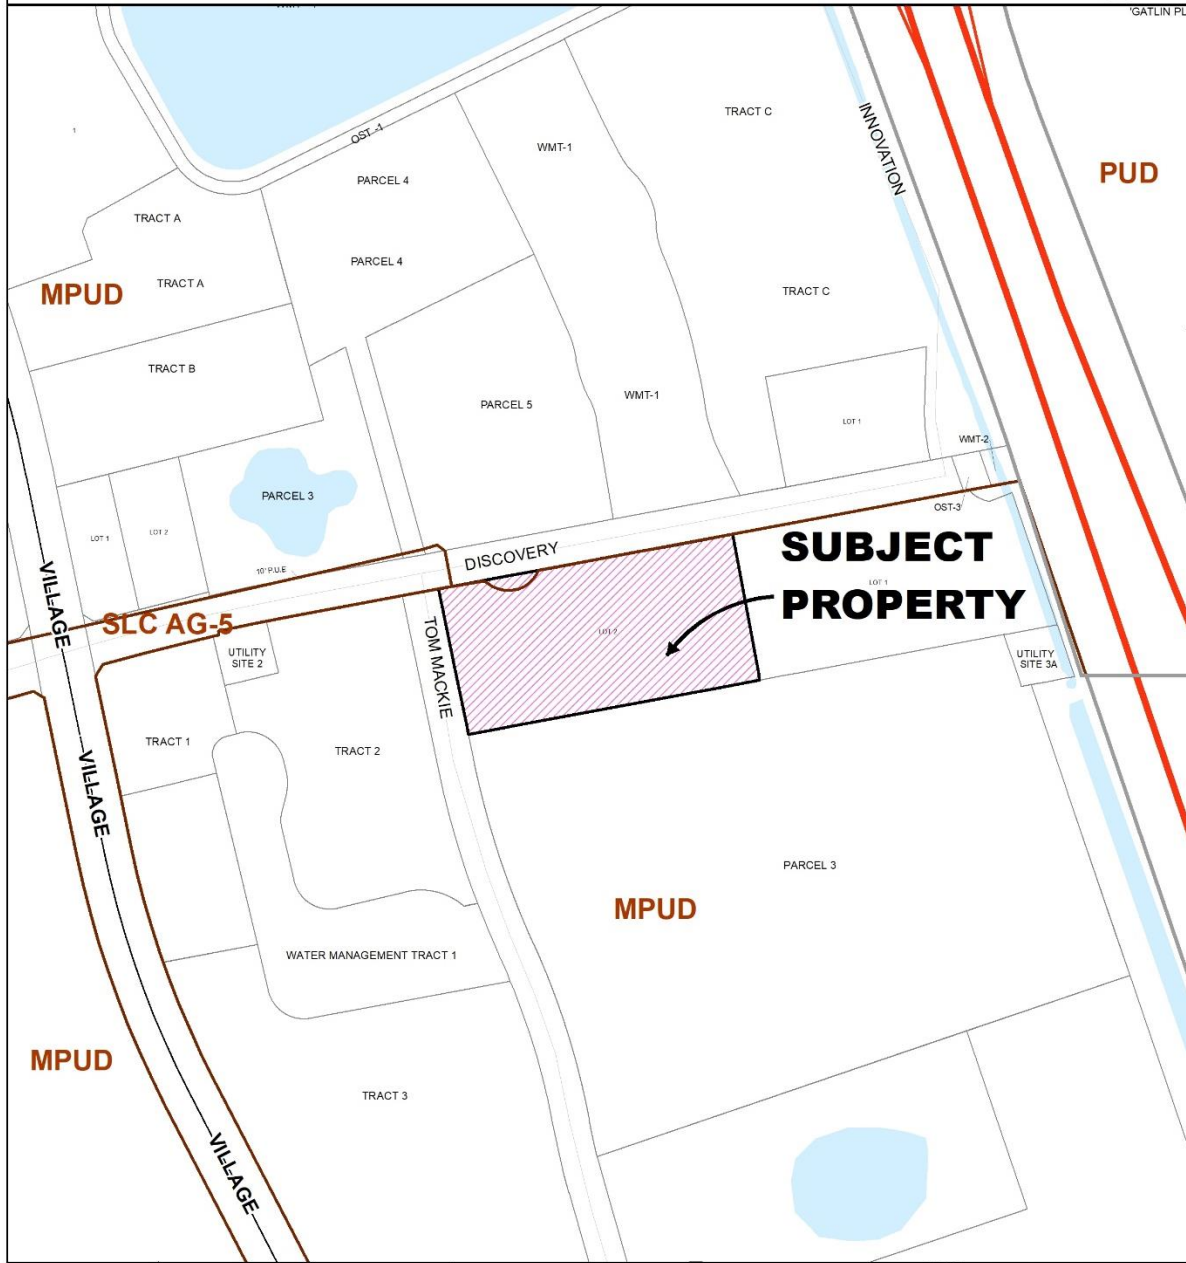 'GATLIN PL
TRACT C
INNOVATION
1
OST -1
WMT-1
PUD
PARCEL 4
TRACT A
PARCEL 4
TRACT A
MPUD
TRACT C
TRACT B
WMT-1
PARCEL 5
LOT 1
WMT-2
PARCEL 3
OST-3
LOT 1
LOT 2
DISCOVERY
SUBJECT
PROPERTY
LOT 1
10' P.U.E
VILLAGE
SLC AG-5
LOT 2
UTILITY
SITE 2
TOM MACKIE
UTILITY
SITE 3A
TRACT 1
TRACT 2
VILLAGE
PARCEL 3
MPUD
WATER MANAGEMENT TRACT 1
MPUD
TRACT 3
VILLAGE